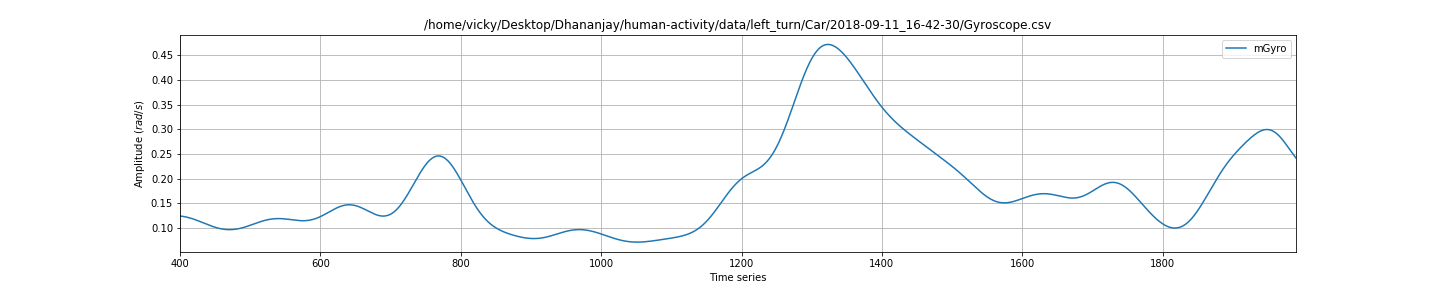 /home/vicky/Desktop/Dhananjay/human-activity/data/left_turn/Car/2018-09-11_16-42-30/Gyroscope.csv
mGyro
Amplitude (rad/s)
0.45
0.40
0.35
0.30
0.25
0.20
0.15
0.10
400 600 800 1000 1200 1400 1600 1800
Time series